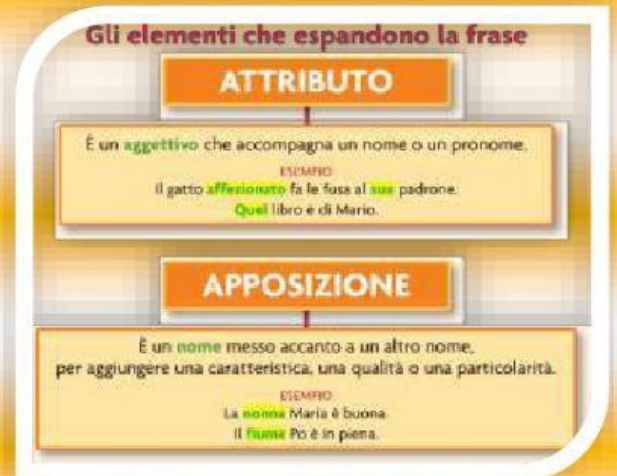 Gli elementi che espandono la frase
ATTRIBUTO
È un aggettivo che accompagna un nome o un pronome.
ESEMPIO
Il gatto affezionato fa le fusa al suo padrone.
Quel libro è di Mario.
APPOSIZIONE
È un nome messo accanto a un altro nome,
per aggiungere una caratteristica, una qualità o una particolarità.
ESEMPIO
La nonna Maria è buona.
Il fiume Po è in piena.